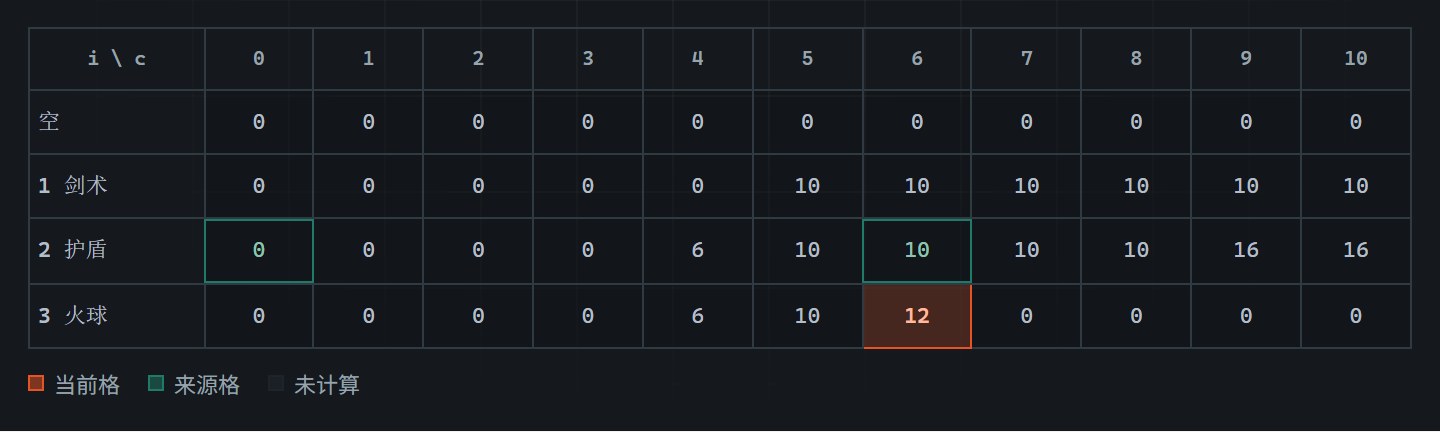 i \ c 0 1 2 3 4 5 6 7 8 9 10
空 0 0 0 0 0 0 0 0 0 0 0
1 剑术 0 0 0 0 0 10 10 10 10 10 10
2 护盾 0 0 0 0 6 10 10 10 10 16 16
3 火球 0 0 0 0 6 10 12 0 0 0 0
当前格 来源格 未计算